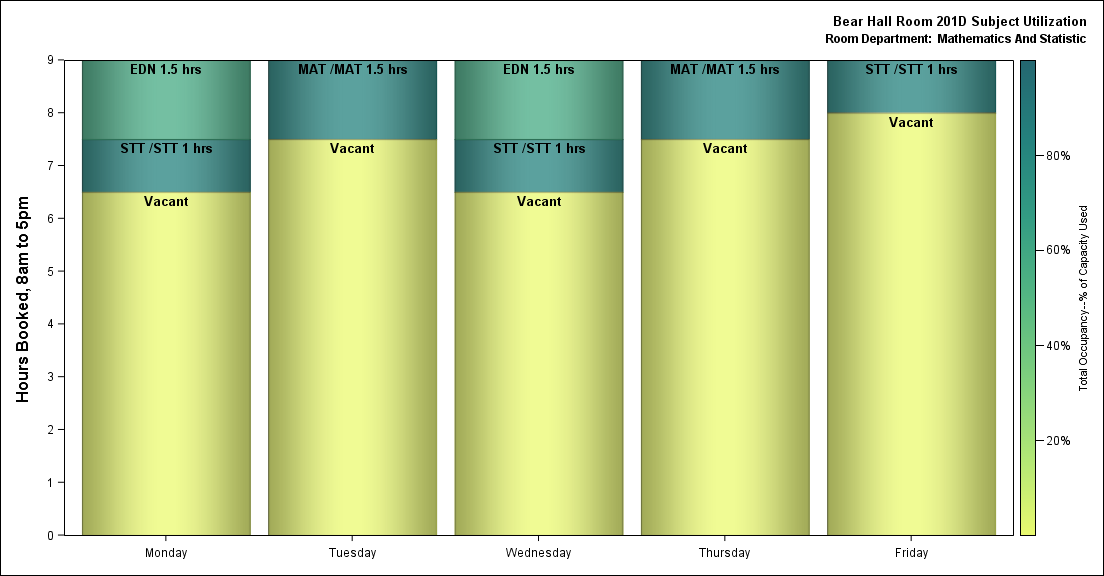 Bear Hall Room 201D Subject Utilization
Room Department: Mathematics And Statistic
Hours Booked, 8am to 5pm
9
8
7
6
5
4
3
2
1
0
EDN 1.5 hrs
STT /STT 1 hrs
Vacant
MAT /MAT 1.5 hrs
Vacant
EDN 1.5 hrs
STT /STT 1 hrs
Vacant
MAT /MAT 1.5 hrs
Vacant
STT /STT 1 hrs
Vacant
Monday
Tuesday
Wednesday
Thursday
Friday
80%
60%
40%
20%
Total Occupancy--% of Capacity Used